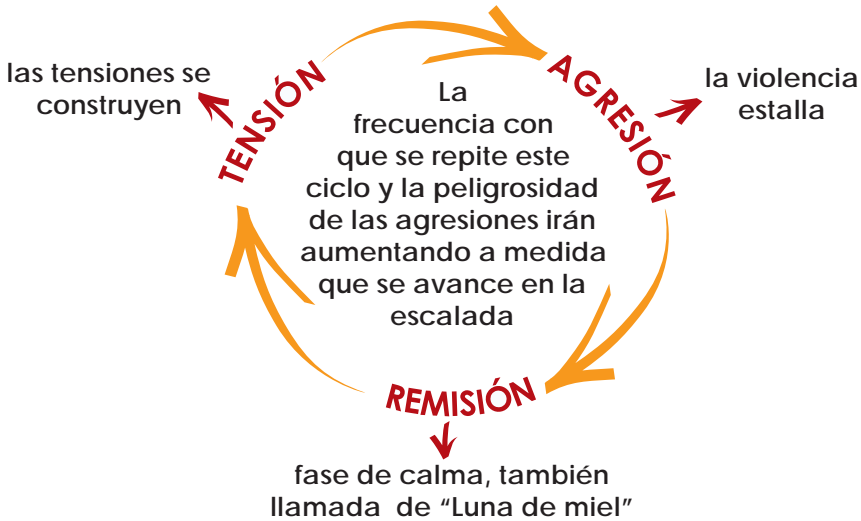 las tensiones se
construyen
TENSIÓN
La
frecuencia con
que se repite este
ciclo y la peligrosidad
de las agresiones irán
aumentando a medida
que se avance en la
escalada
AGRESIÓN
la violencia
estalla
REMISIÓN
fase de calma, también
llamada de “Luna de miel”